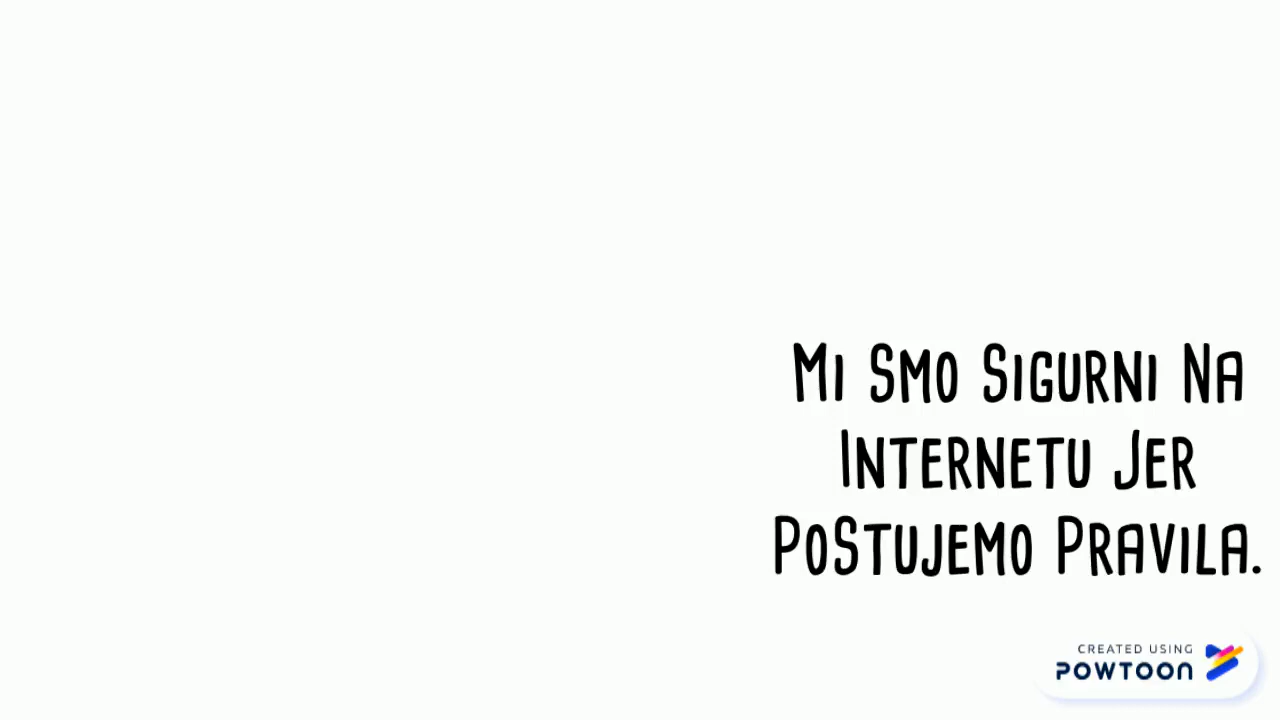 Mi Smo Sigurni Na
Internetu Jer
PoStujemo Pravila.
CREATED USING
POWTOON